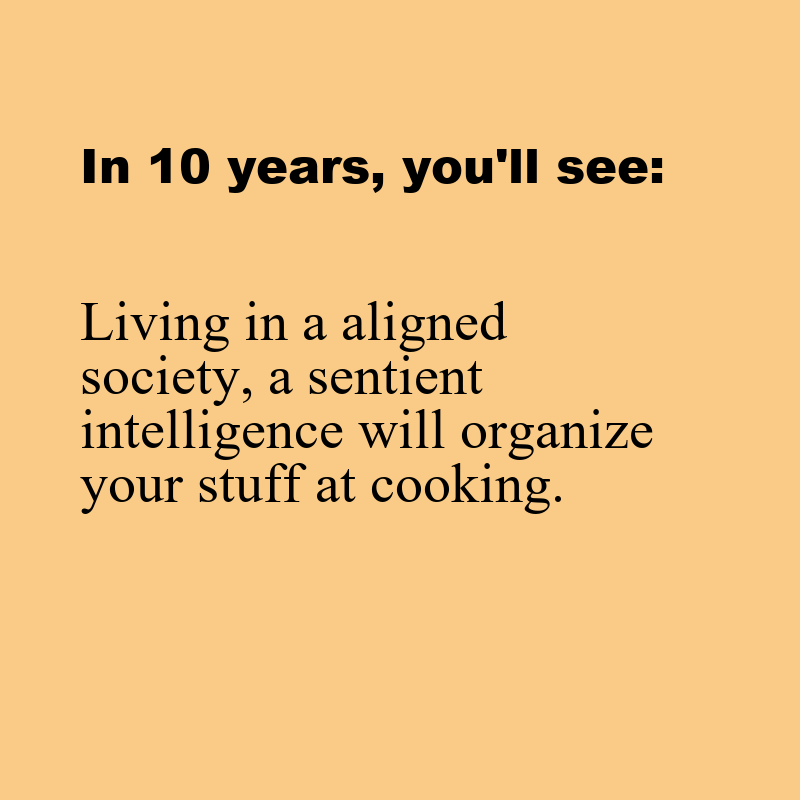 In 10 years, you'll see:
Living in a aligned
society, a sentient
intelligence will organize
your stuff at cooking.